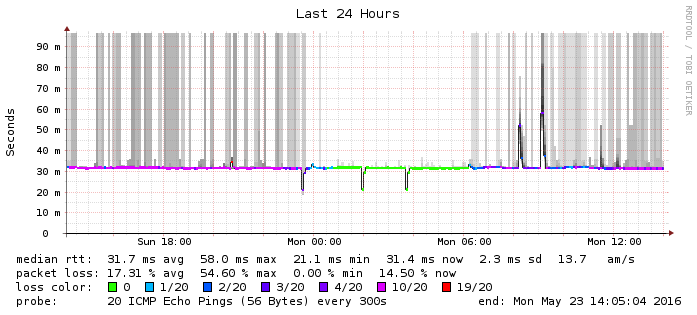 Last 24 Hours
RRDTOOL / TOBI OETIKER
Seconds
90 m
80 m
70 m
60 m
50 m
40 m
30 m
20 m
10 m
0
Sun 18:00 Mon 00:00 Mon 06:00 Mon 12:00
median rtt: 31.7 ms avg 58.0 ms max 21.1 ms min 31.4 ms now 2.3 ms sd 13.7 am/s
packet loss: 17.31 % avg 54.60 % max 0.00 % min 14.50 % now
loss color: 0 1/20 2/20 3/20 4/20 10/20 19/20
probe: 20 ICMP Echo Pings (56 Bytes) every 300s end: Mon May 23 14:05:04 2016